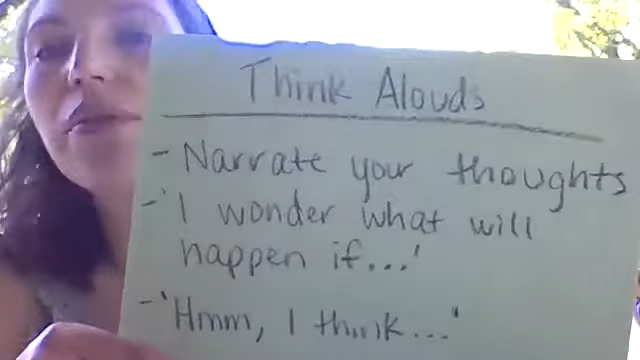 Think Alouds
- Narrate your thoughts
- 'I wonder what will
happen if...'
- 'Hmm, I think...'